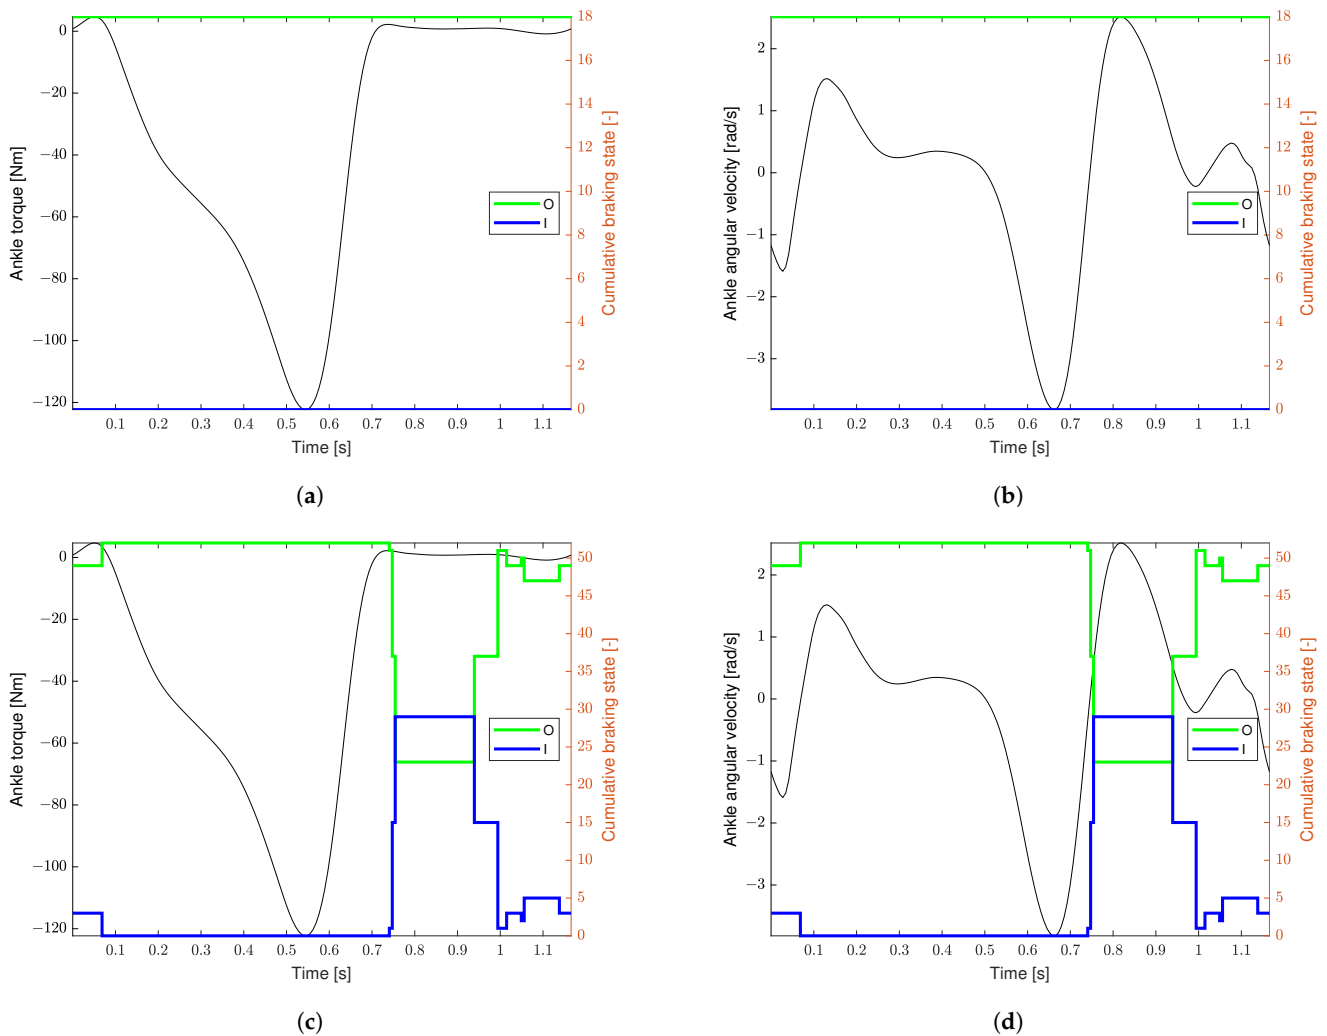 0
−20
−40
−60
−80
−100
−120
Ankle torque [Nm]
0.1 0.2 0.3 0.4 0.5 0.6 0.7 0.8 0.9 1 1.1
Time [s]
18
16
14
12
10
8
6
4
2
0
Cumulative braking state [-]
O
I
(a)
2
1
0
−1
−2
−3
Ankle angular velocity [rad/s]
0.1 0.2 0.3 0.4 0.5 0.6 0.7 0.8 0.9 1 1.1
Time [s]
18
16
14
12
10
8
6
4
2
0
Cumulative braking state [-]
O
I
(b)
0
−20
−40
−60
−80
−100
−120
Ankle torque [Nm]
0.1 0.2 0.3 0.4 0.5 0.6 0.7 0.8 0.9 1 1.1
Time [s]
50
45
40
35
30
25
20
15
10
5
0
Cumulative braking state [-]
O
I
(c)
2
1
0
−1
−2
−3
Ankle angular velocity [rad/s]
0.1 0.2 0.3 0.4 0.5 0.6 0.7 0.8 0.9 1 1.1
Time [s]
50
45
40
35
30
25
20
15
10
5
0
Cumulative braking state [-]
O
I
(d)